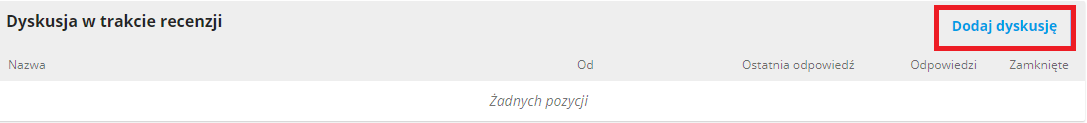 Dyskusja w trakcie recenzji Dodaj dyskusję
Nazwa Od Ostatnia odpowiedź Odpowiedzi Zamknięte
Żadnych pozycji